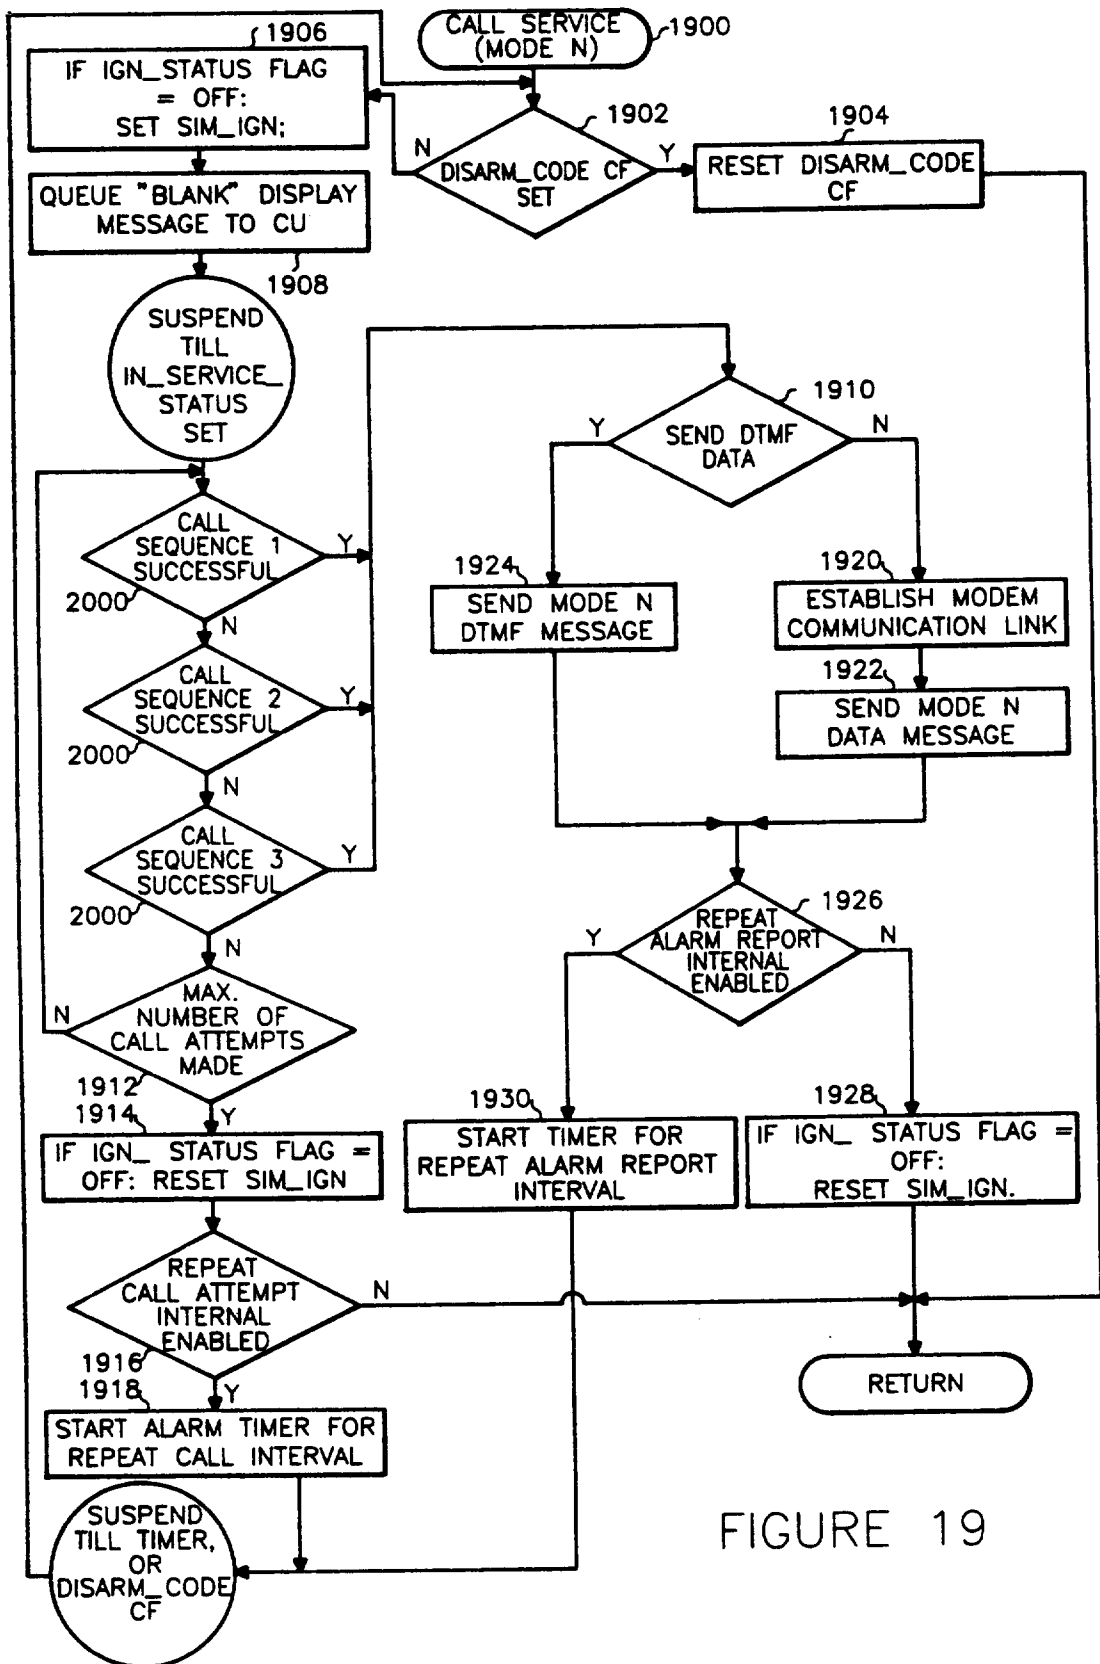 CALL SERVICE
(MODE N)
1900
1906
IF IGN_STATUS FLAG
= OFF:
SET SIM_IGN;
1902
N
DISARM_CODE CF
SET
Y
1904
RESET DISARM_CODE
CF
QUEUE "BLANK" DISPLAY
MESSAGE TO CU
1908
SUSPEND
TILL
IN_SERVICE_
STATUS
SET
1910
Y
SEND DTMF
DATA
N
CALL
SEQUENCE 1
SUCCESSFUL
Y
2000
N
1924
SEND MODE N
DTMF MESSAGE
1920
ESTABLISH MODEM
COMMUNICATION LINK
1922
SEND MODE N
DATA MESSAGE
CALL
SEQUENCE 2
SUCCESSFUL
Y
2000
N
CALL
SEQUENCE 3
SUCCESSFUL
Y
2000
N
1926
Y
REPEAT
ALARM REPORT
INTERNAL
ENABLED
N
N
MAX.
NUMBER OF
CALL ATTEMPTS
MADE
1912
Y
1914
IF IGN_ STATUS FLAG =
OFF: RESET SIM_IGN
1930
START TIMER FOR
REPEAT ALARM REPORT
INTERVAL
1928
IF IGN_ STATUS FLAG =
OFF:
RESET SIM_IGN.
REPEAT
CALL ATTEMPT
INTERNAL
ENABLED
N
1916
Y
1918
START ALARM TIMER FOR
REPEAT CALL INTERVAL
RETURN
SUSPEND
TILL TIMER,
OR
DISARM_CODE
CF
FIGURE 19